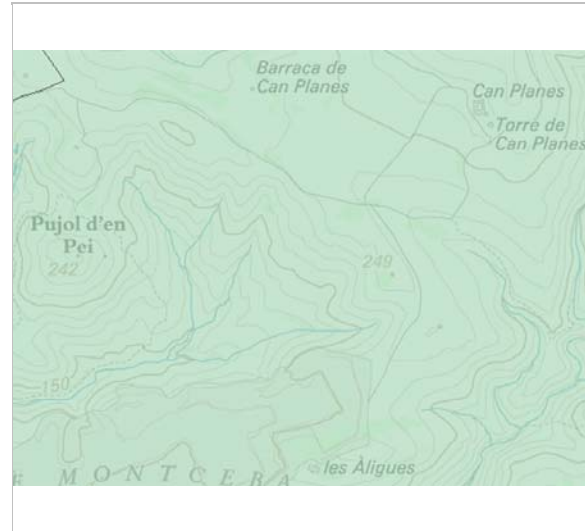 Barraca de
Can Planes
Can Planes
Torre de
Can Planes
Pujol d'en
Pei
242
249
150
MONTCEBA
les Àligues